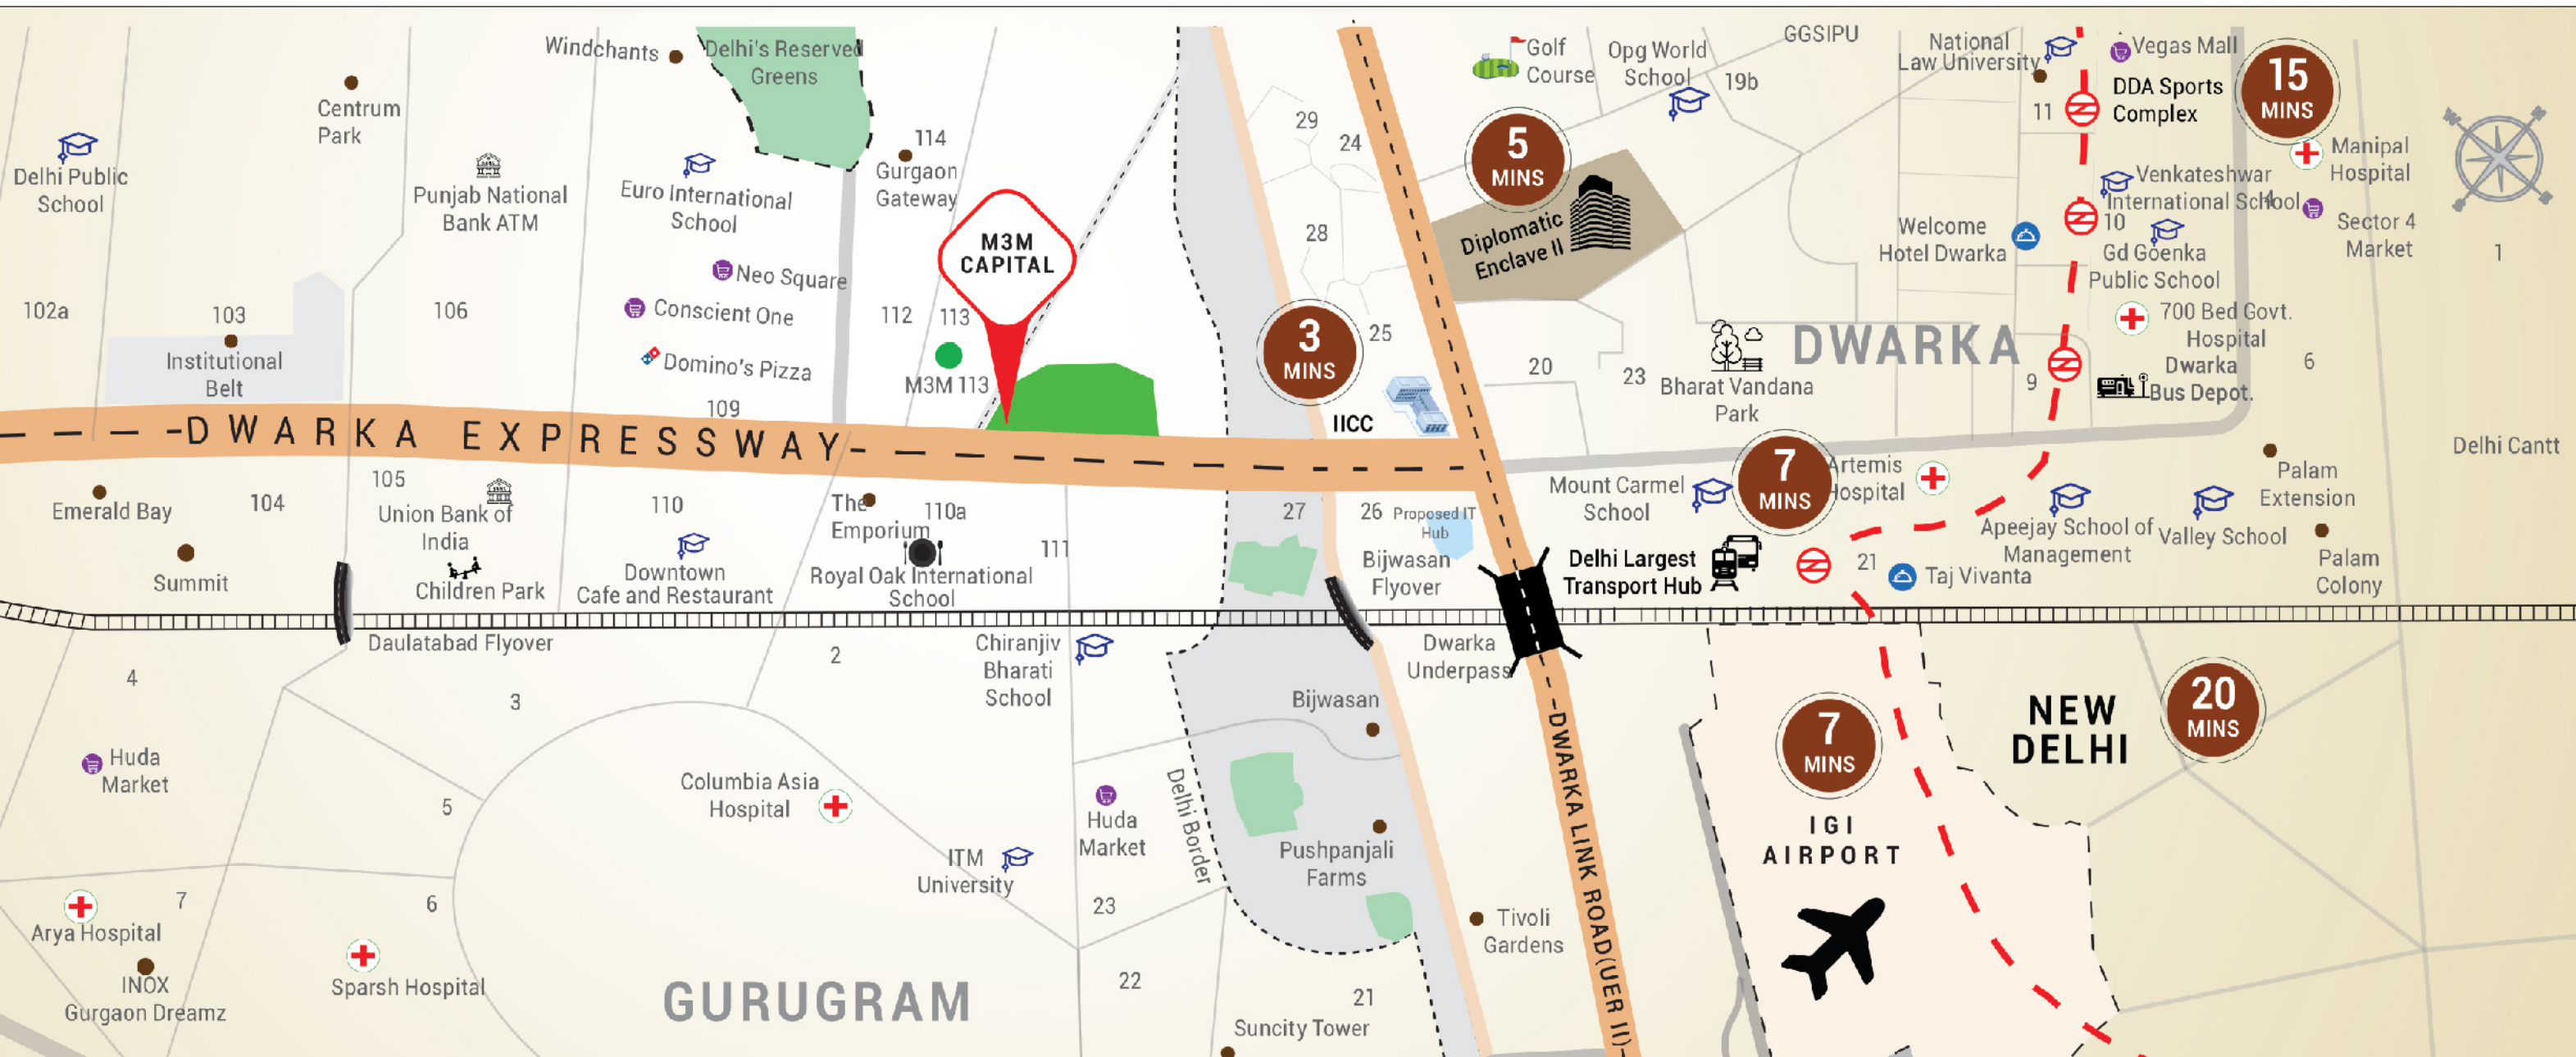 Windchants
Delhi's Reserved
Greens
Golf
Course
Opg World
School
19b
GGSIPU
National
Law University
Vegas Mall
DDA Sports
Complex
11
15
MINS
Manipal
Hospital
Centrum
Park
Delhi Public
School
Punjab National
Bank ATM
Euro International
School
114
Gurgaon
Gateway
M3M
CAPITAL
29
24
28
5
MINS
Diplomatic
Enclave II
Venkateshwar
International School
4
10
Sector 4
Market
Welcome
Hotel Dwarka
Gd Goenka
Public School
1
Neo Square
Conscient One
Domino's Pizza
102a
103
106
Institutional
Belt
112
113
M3M 113
109
3
MINS
25
IICC
20
23
Bharat Vandana
Park
DWARKA
700 Bed Govt.
Hospital
Dwarka
Bus Depot.
9
6
DWARKA EXPRESSWAY
Delhi Cantt
Emerald Bay
104
105
Union Bank of
India
110
The
Emporium
110a
111
27
26
Proposed IT
Hub
Bijwasan
Flyover
Mount Carmel
School
7
MINS
Artemis
Hospital
Palam
Extension
Summit
Children Park
Downtown
Cafe and Restaurant
Royal Oak International
School
Delhi Largest
Transport Hub
21
Taj Vivanta
Apeejay School of
Management
Valley School
Palam
Colony
Daulatabad Flyover
4
3
2
Chiranjiv
Bharati
School
Dwarka
Underpass
Bijwasan
NEW
DELHI
20
MINS
7
MINS
IGI
AIRPORT
Huda
Market
5
Columbia Asia
Hospital
Huda
Market
Delhi Border
Pushpanjali
Farms
DWARKA LINK ROAD(UER II)
ITM
University
7
6
23
Arya Hospital
INOX
Gurgaon Dreamz
Sparsh Hospital
GURUGRAM
22
21
Suncity Tower
Tivoli
Gardens